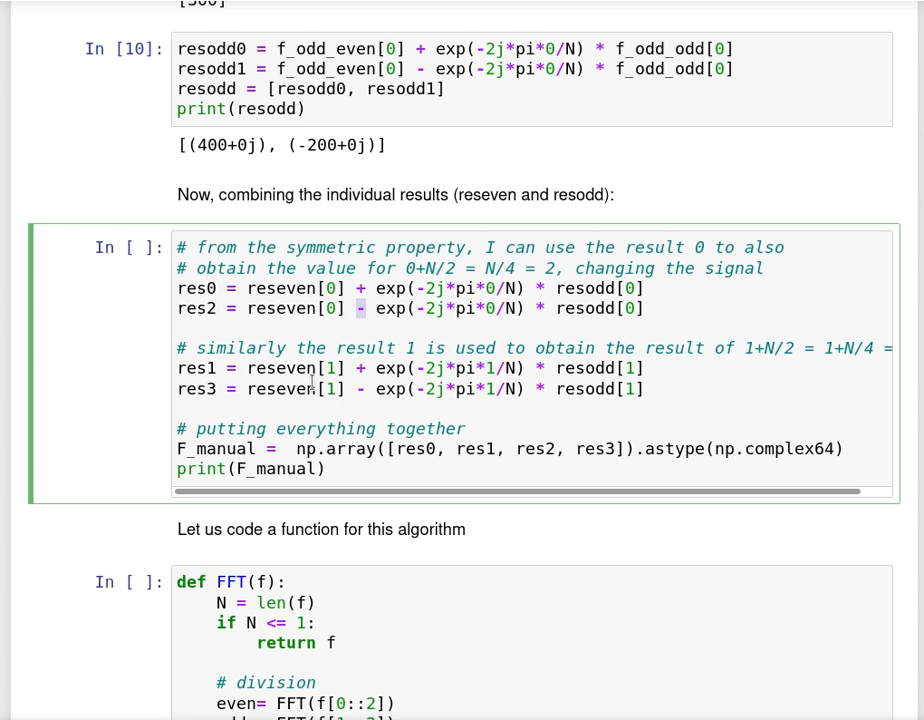 [300]
In [10]:
resodd0 = f_odd_even[0] + exp(-2j*pi*0/N) * f_odd_odd[0]
resodd1 = f_odd_even[0] - exp(-2j*pi*0/N) * f_odd_odd[0]
resodd = [resodd0, resodd1]
print(resodd)
[(400+0j), (-200+0j)]
Now, combining the individual results (reseven and resodd):
In [ ]:
# from the symmetric property, I can use the result 0 to also
# obtain the value for 0+N/2 = N/4 = 2, changing the signal
res0 = reseven[0] + exp(-2j*pi*0/N) * resodd[0]
res2 = reseven[0] - exp(-2j*pi*0/N) * resodd[0]
# similarly the result 1 is used to obtain the result of 1+N/2 = 1+N/4 =
res1 = reseven[1] + exp(-2j*pi*1/N) * resodd[1]
res3 = reseven[1] - exp(-2j*pi*1/N) * resodd[1]
# putting everything together
F_manual =  np.array([res0, res1, res2, res3]).astype(np.complex64)
print(F_manual)
Let us code a function for this algorithm
In [ ]:
def FFT(f):
    N = len(f)
    if N <= 1:
        return f
    # division
    even= FFT(f[0::2])